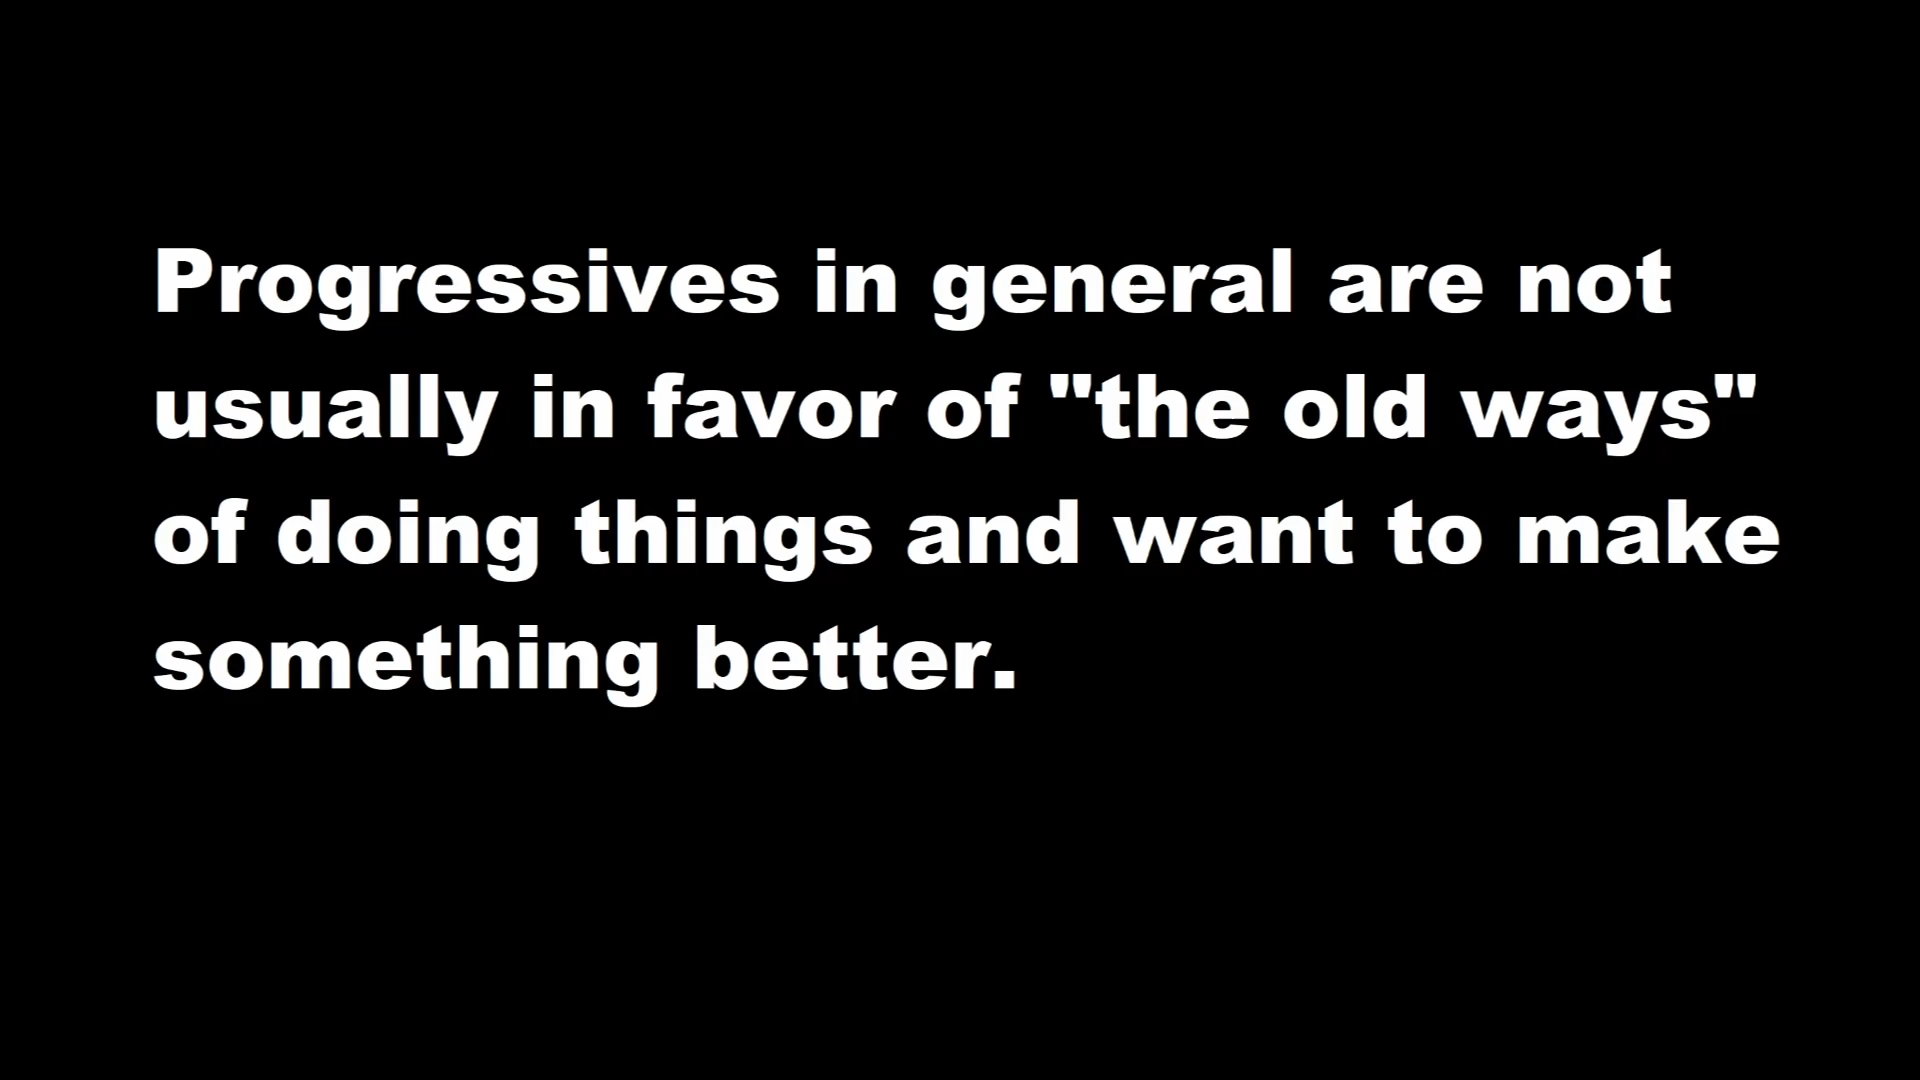 Progressives in general are not
usually in favor of "the old ways"
of doing things and want to make
something better.